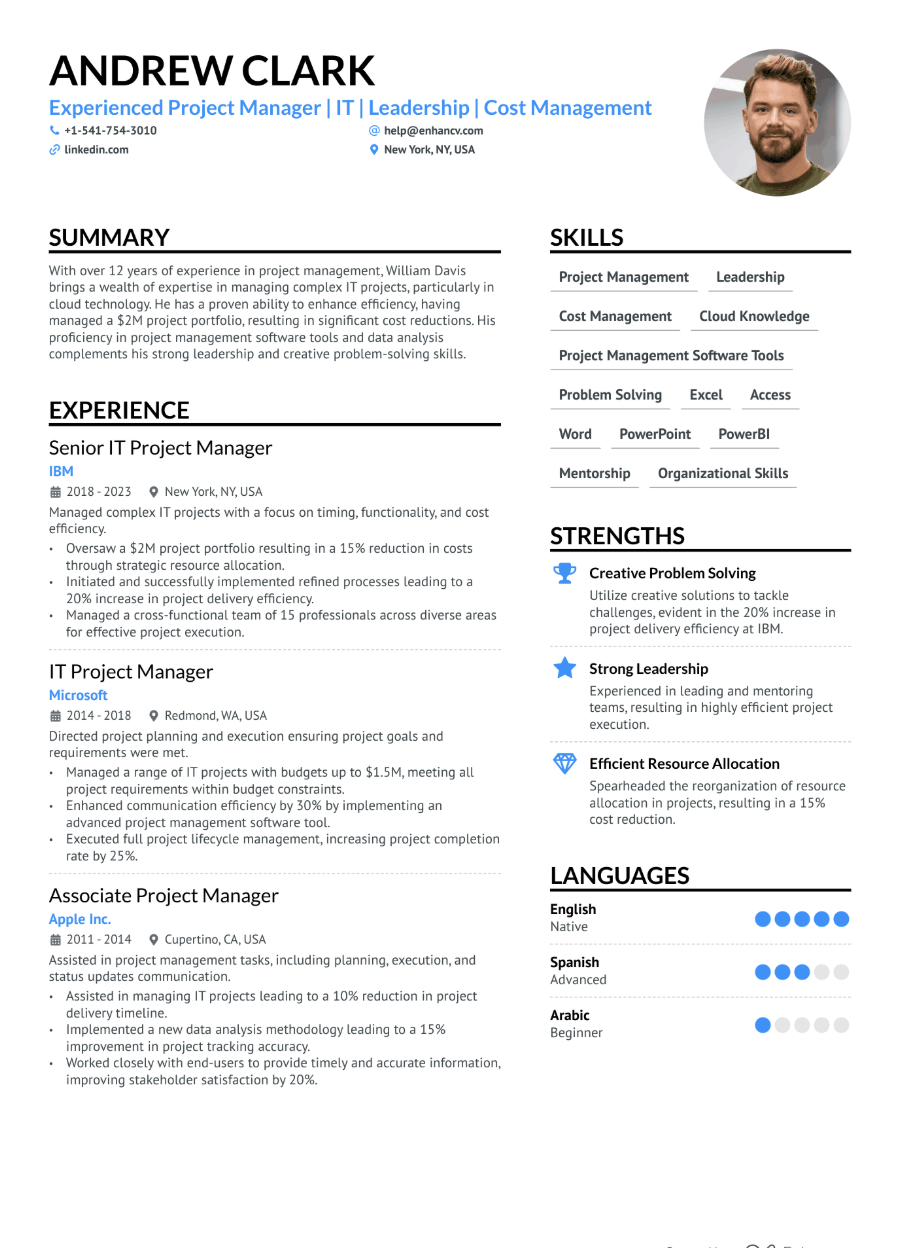 ANDREW CLARK
Experienced Project Manager | IT | Leadership | Cost Management
+1-541-754-3010
help@enhancv.com
linkedin.com
New York, NY, USA
SUMMARY
With over 12 years of experience in project management, William Davis
brings a wealth of expertise in managing complex IT projects, particularly in
cloud technology. He has a proven ability to enhance efficiency, having
managed a $2M project portfolio, resulting in significant cost reductions. His
proficiency in project management software tools and data analysis
complements his strong leadership and creative problem-solving skills.
EXPERIENCE
Senior IT Project Manager
IBM
2018 - 2023 New York, NY, USA
Managed complex IT projects with a focus on timing, functionality, and cost
efficiency.
• Oversaw a $2M project portfolio resulting in a 15% reduction in costs
through strategic resource allocation.
• Initiated and successfully implemented refined processes leading to a
20% increase in project delivery efficiency.
• Managed a cross-functional team of 15 professionals across diverse areas
for effective project execution.
IT Project Manager
Microsoft
2014 - 2018 Redmond, WA, USA
Directed project planning and execution ensuring project goals and
requirements were met.
• Managed a range of IT projects with budgets up to $1.5M, meeting all
project requirements within budget constraints.
• Enhanced communication efficiency by 30% by implementing an
advanced project management software tool.
• Executed full project lifecycle management, increasing project completion
rate by 25%.
Associate Project Manager
Apple Inc.
2011 - 2014 Cupertino, CA, USA
Assisted in project management tasks, including planning, execution, and
status updates communication.
• Assisted in managing IT projects leading to a 10% reduction in project
delivery timeline.
• Implemented a new data analysis methodology leading to a 15%
improvement in project tracking accuracy.
• Worked closely with end-users to provide timely and accurate information,
improving stakeholder satisfaction by 20%.
SKILLS
Project Management Leadership
Cost Management Cloud Knowledge
Project Management Software Tools
Problem Solving Excel Access
Word PowerPoint PowerBI
Mentorship Organizational Skills
STRENGTHS
Creative Problem Solving
Utilize creative solutions to tackle
challenges, evident in the 20% increase in
project delivery efficiency at IBM.
Strong Leadership
Experienced in leading and mentoring
teams, resulting in highly efficient project
execution.
Efficient Resource Allocation
Spearheaded the reorganization of resource
allocation in projects, resulting in a 15%
cost reduction.
LANGUAGES
English
Native
Spanish
Advanced
Arabic
Beginner